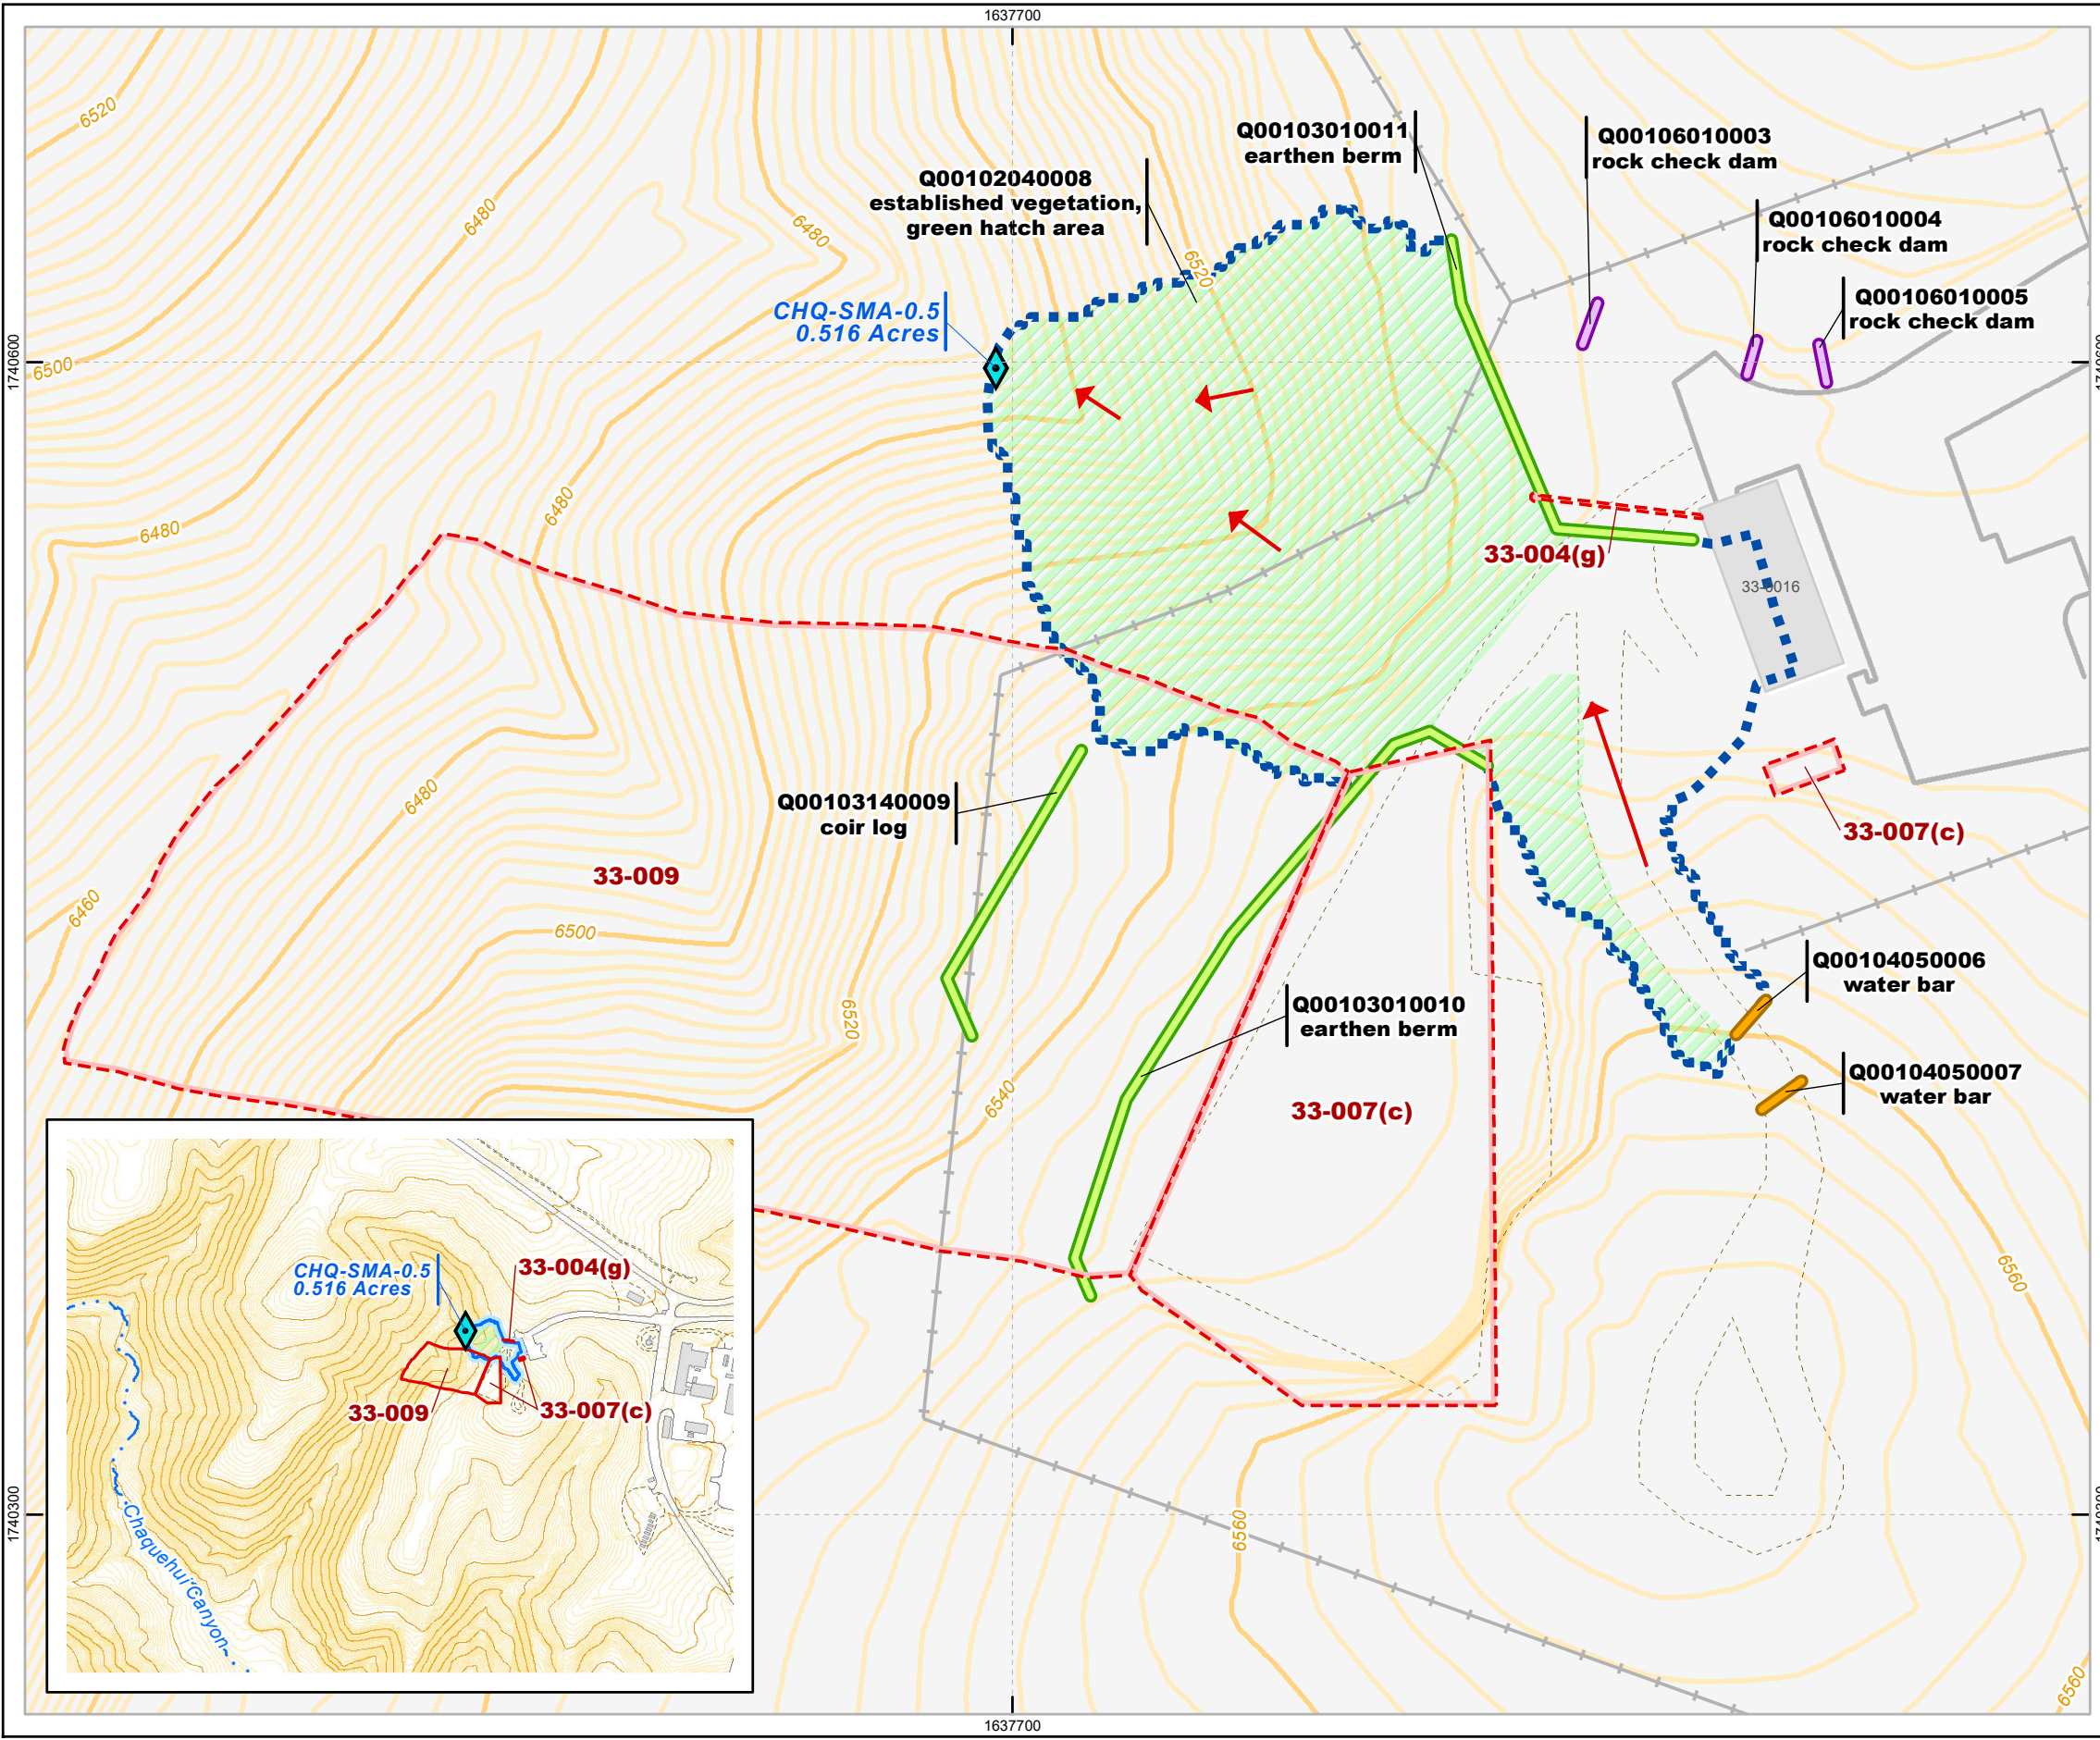 1637700
Q00103010011
earthen berm
Q00106010003
rock check dam
6520
Q00102040008
established vegetation,
green hatch area
Q00106010004
rock check dam
6480
6480
6520
Q00106010005
rock check dam
CHQ-SMA-0.5
0.516 Acres
1740600
6500
6480
6480
33-004(g)
33-0016
6480
Q00103140009
coir log
33-007(c)
33-009
6460
6500
Q00104050006
water bar
6520
Q00103010010
earthen berm
6540
Q00104050007
water bar
33-007(c)
6560
CHQ-SMA-0.5
0.516 Acres
33-004(g)
33-009
33-007(c)
Chaquehui Canyon
1740300
6560
6560
1637700